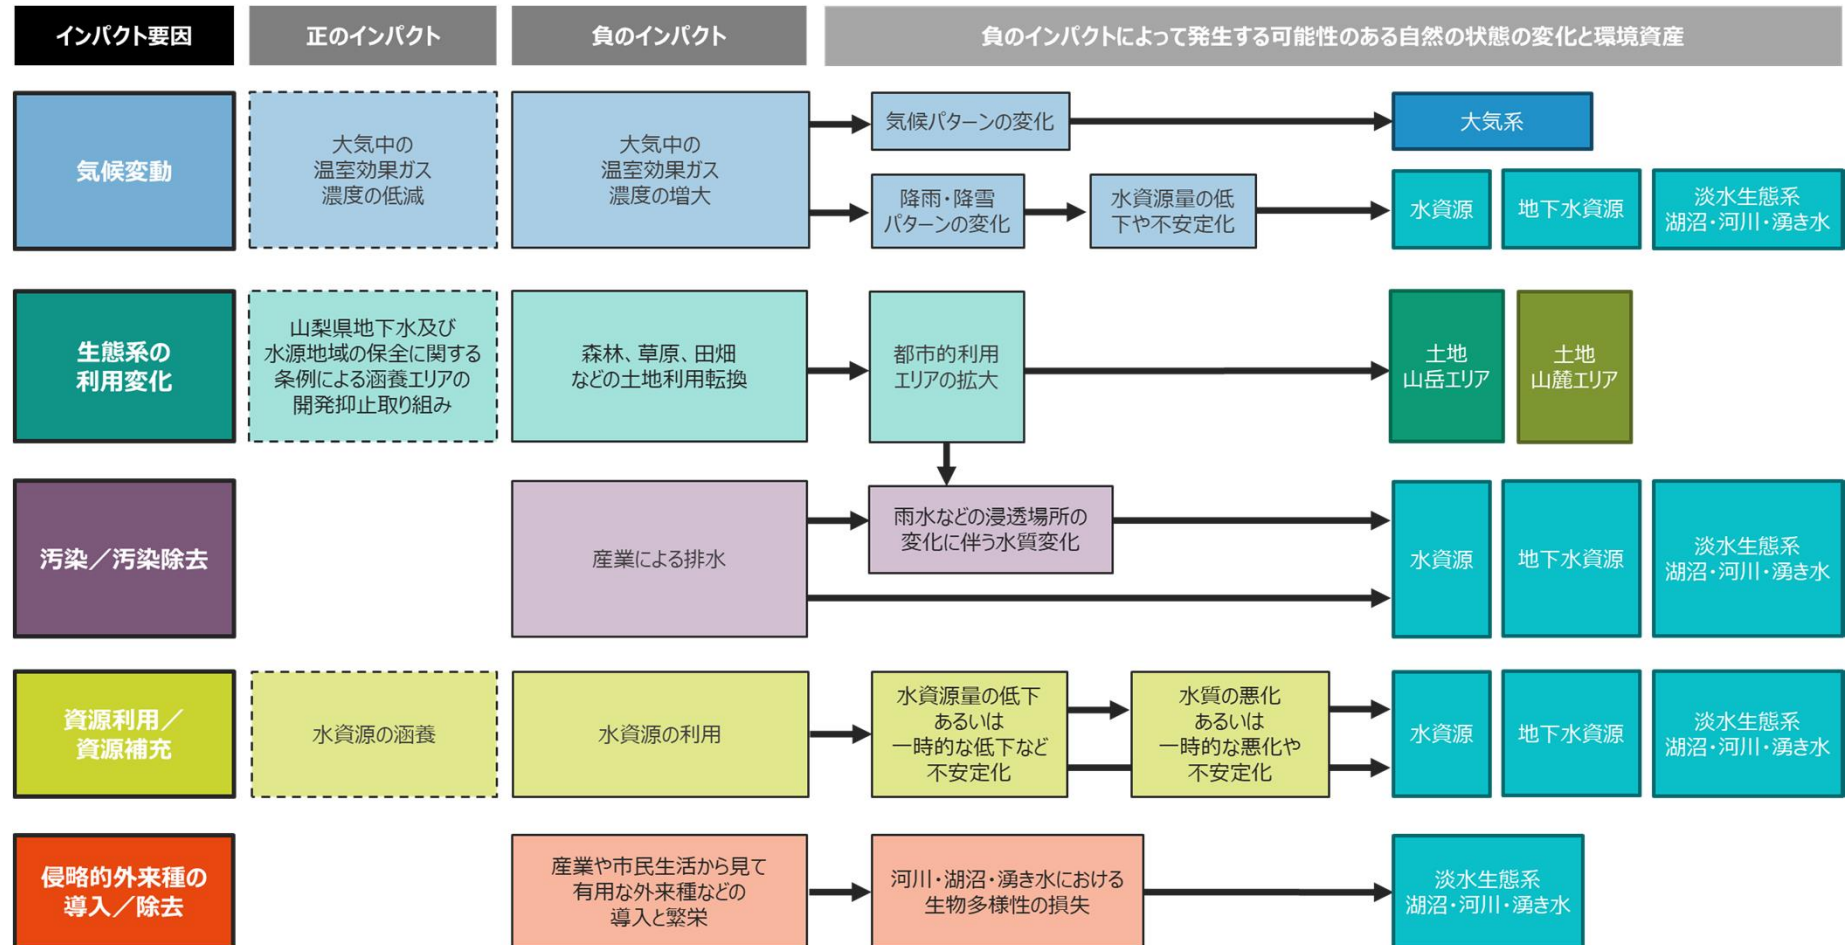 インパクト要因
正のインパクト
負のインパクト
負のインパクトによって発生する可能性のある自然の状態の変化と環境資産
気候変動
大気中の
温室効果ガス
濃度の低減
大気中の
温室効果ガス
濃度の増大
気候パターンの変化
大気系
降雨・降雪
パターンの変化
水資源量の低
下や不安定化
水資源
地下水資源
淡水生態系
湖沼・河川・湧き水
生態系の
利用変化
山梨県地下水及び
水源地域の保全に関する
条例による涵養エリアの
開発抑止取り組み
森林、草原、田畑
などの土地利用転換
都市的利用
エリアの拡大
土地
山岳エリア
土地
山麓エリア
汚染／汚染除去
産業による排水
雨水などの浸透場所の
変化に伴う水質変化
水資源
地下水資源
淡水生態系
湖沼・河川・湧き水
資源利用／
資源補充
水資源の涵養
水資源の利用
水資源量の低下
あるいは
一時的な低下など
不安定化
水質の悪化
あるいは
一時的な悪化や
不安定化
水資源
地下水資源
淡水生態系
湖沼・河川・湧き水
侵略的外来種の
導入／除去
産業や市民生活から見て
有用な外来種などの
導入と繁栄
河川・湖沼・湧き水における
生物多様性の損失
淡水生態系
湖沼・河川・湧き水